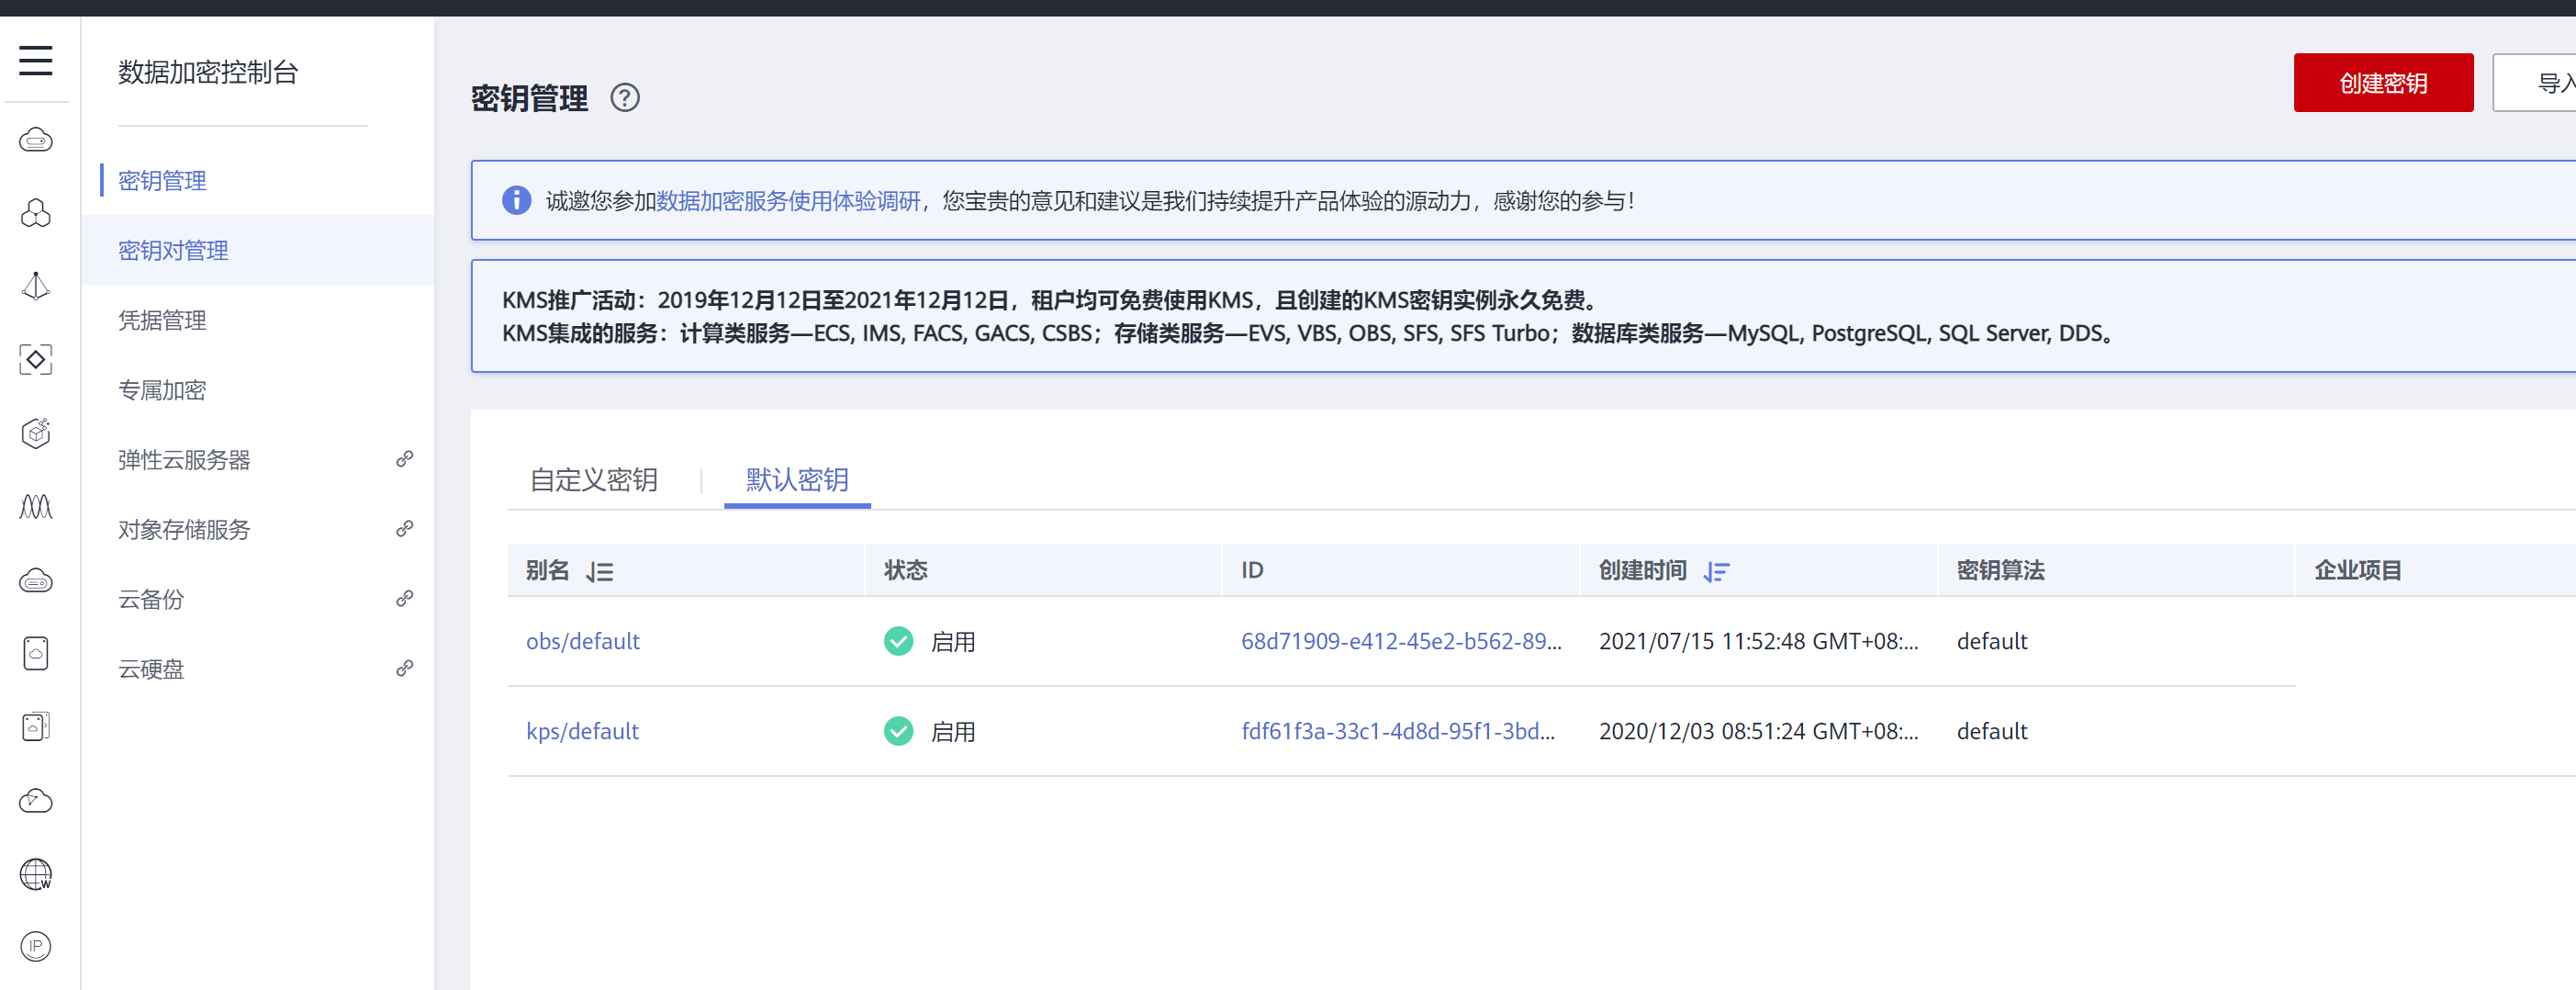 数据加密控制台
密钥管理
密钥对管理
凭据管理
专属加密
弹性云服务器
对象存储服务
云备份
云硬盘
W
IP
密钥管理 ?
创建密钥
导入
诚邀您参加数据加密服务使用体验调研，您宝贵的意见和建议是我们持续提升产品体验的源动力，感谢您的参与！
KMS推广活动：2019年12月12日至2021年12月12日，租户均可免费使用KMS，且创建的KMS密钥实例永久免费。
KMS集成的服务：计算类服务—ECS, IMS, FACS, GACS, CSBS；存储类服务—EVS, VBS, OBS, SFS, SFS Turbo；数据库类服务—MySQL, PostgreSQL, SQL Server, DDS。
自定义密钥 | 默认密钥
别名 状态 ID 创建时间 密钥算法 企业项目
obs/default 启用 68d71909-e412-45e2-b562-89... 2021/07/15 11:52:48 GMT+08:... default
kps/default 启用 fdf61f3a-33c1-4d8d-95f1-3bd... 2020/12/03 08:51:24 GMT+08:... default